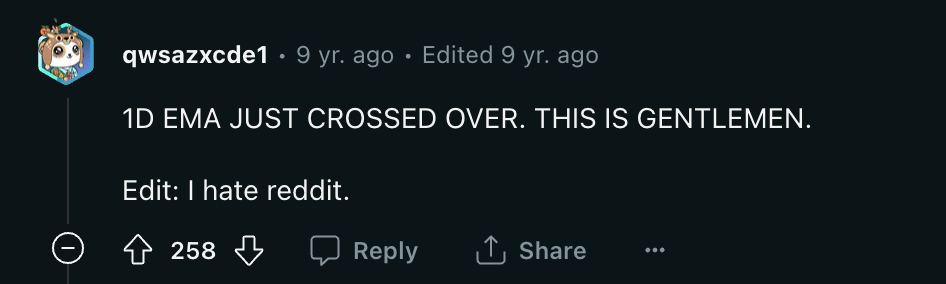 qwsazxcde1 · 9 yr. ago · Edited 9 yr. ago
1D EMA JUST CROSSED OVER. THIS IS GENTLEMEN.
Edit: I hate reddit.
258 Reply Share ...